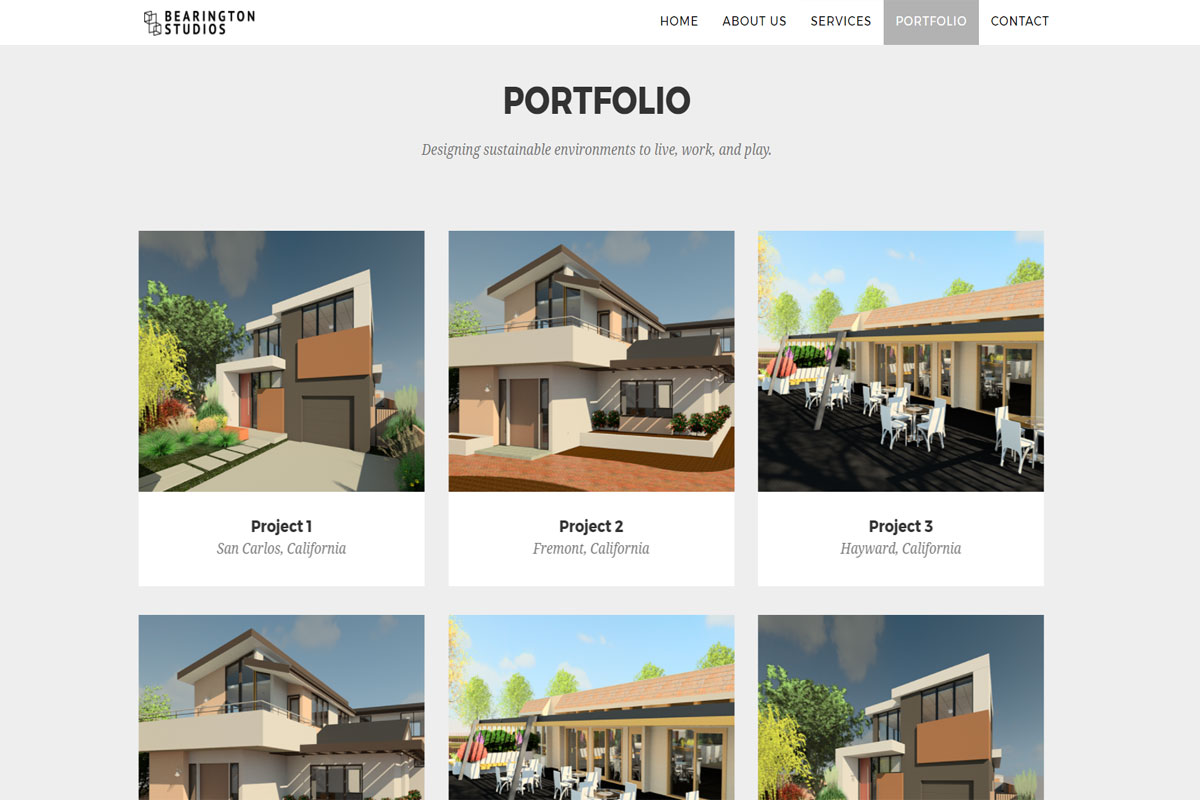 BEARINGTON
STUDIOS
HOME ABOUT US SERVICES PORTFOLIO CONTACT
PORTFOLIO
Designing sustainable environments to live, work, and play.
Project 1
San Carlos, California
Project 2
Fremont, California
Project 3
Hayward, California